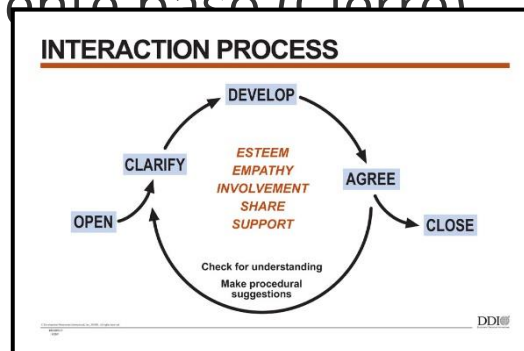 INTERACTION PROCESS
DEVELOP
CLARIFY
ESTEEM
EMPATHY
INVOLVEMENT
SHARE
SUPPORT
AGREE
OPEN
CLOSE
Check for understanding
Make procedural
suggestions
DDI